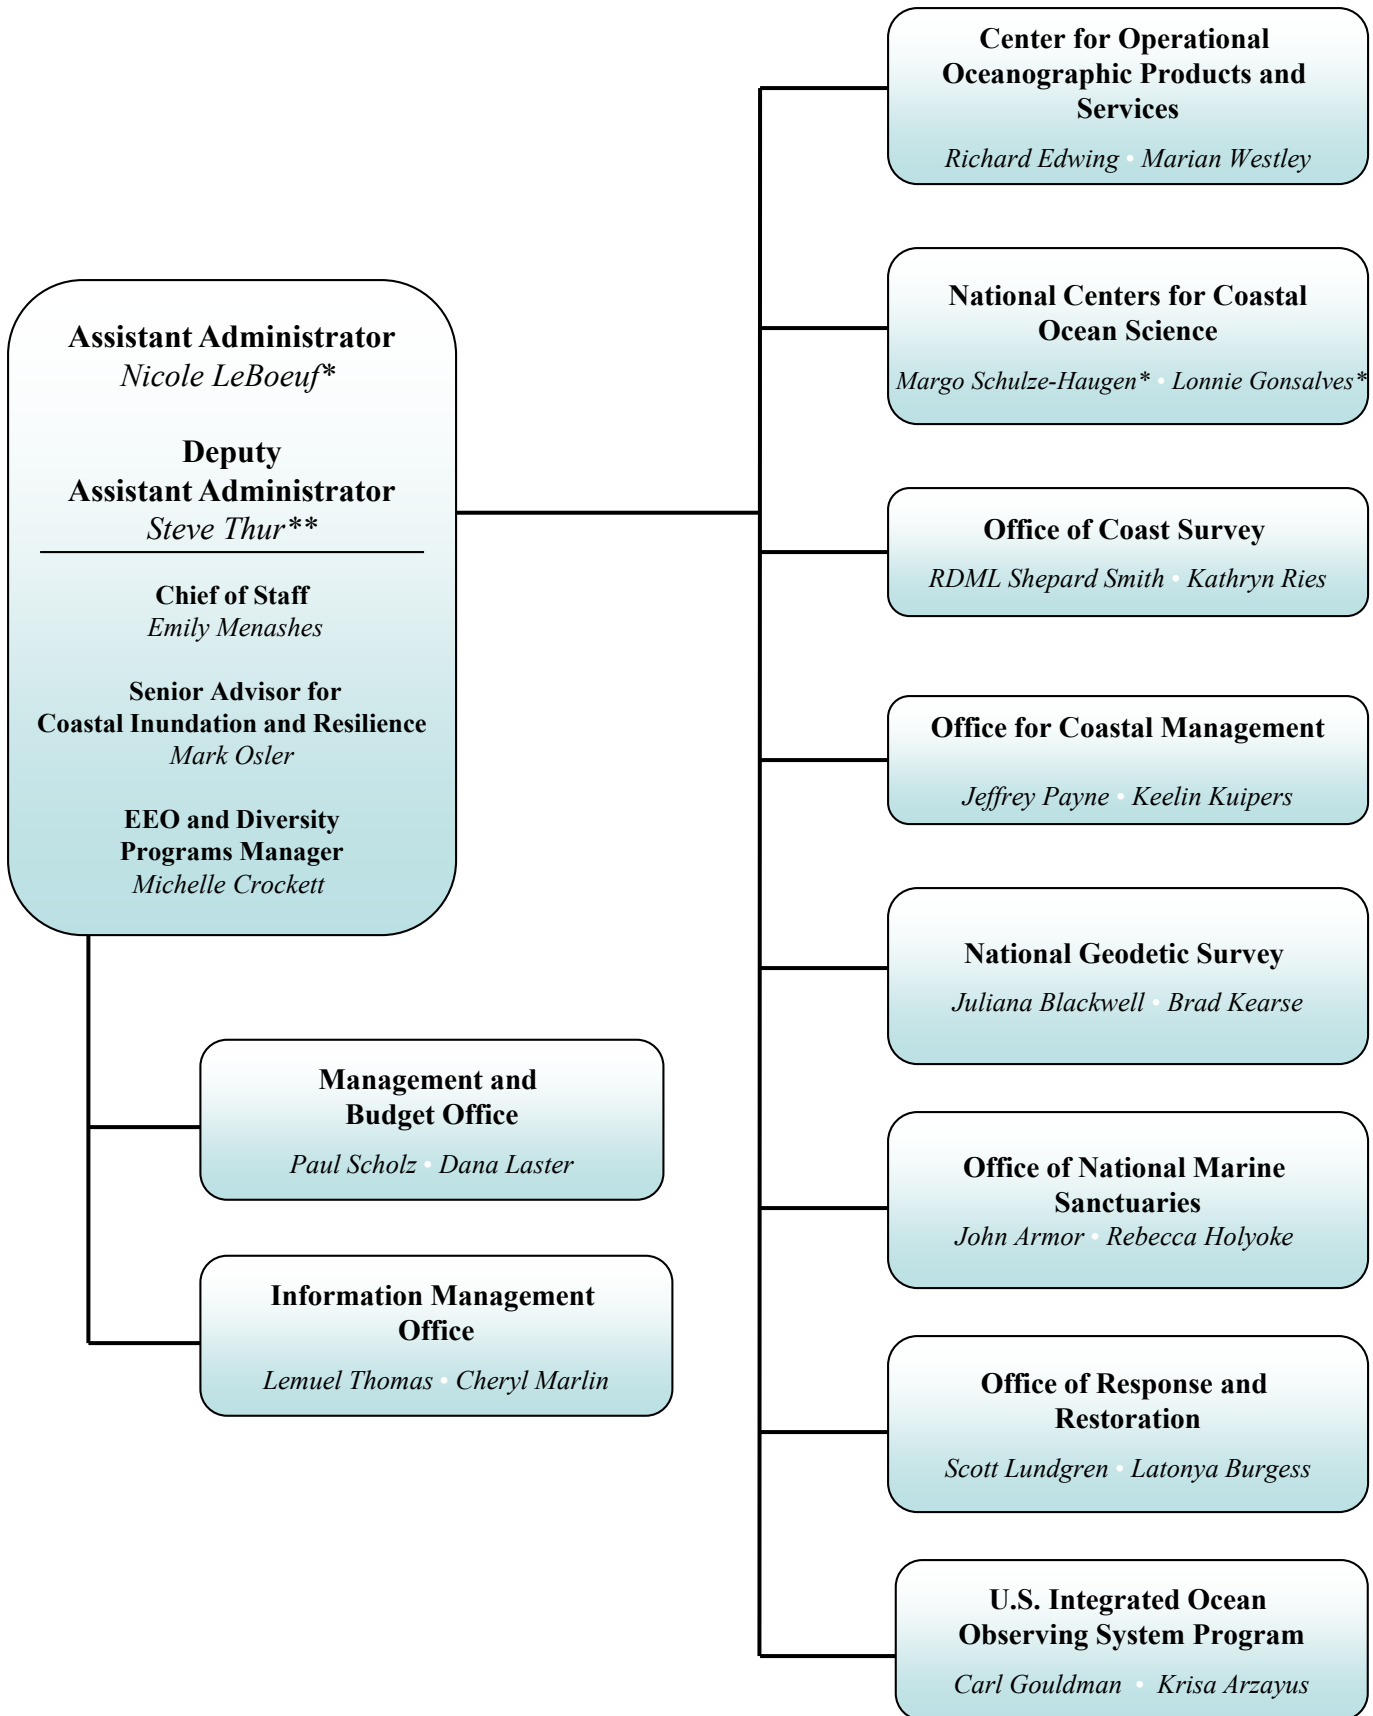 Assistant Administrator
Nicole LeBoeuf*
Deputy
Assistant Administrator
Steve Thur**
Chief of Staff
Emily Menashes
Senior Advisor for
Coastal Inundation and Resilience
Mark Osler
EEO and Diversity
Programs Manager
Michelle Crockett
Management and
Budget Office
Paul Scholz • Dana Laster
Information Management
Office
Lemuel Thomas • Cheryl Marlin
Center for Operational
Oceanographic Products and
Services
Richard Edwing • Marian Westley
National Centers for Coastal
Ocean Science
Margo Schulze-Haugen* • Lonnie Gonsalves*
Office of Coast Survey
RDML Shepard Smith • Kathryn Ries
Office for Coastal Management
Jeffrey Payne • Keelin Kuipers
National Geodetic Survey
Juliana Blackwell • Brad Kearse
Office of National Marine
Sanctuaries
John Armor • Rebecca Holyoke
Office of Response and
Restoration
Scott Lundgren • Latonya Burgess
U.S. Integrated Ocean
Observing System Program
Carl Gouldman • Krisa Arzayus